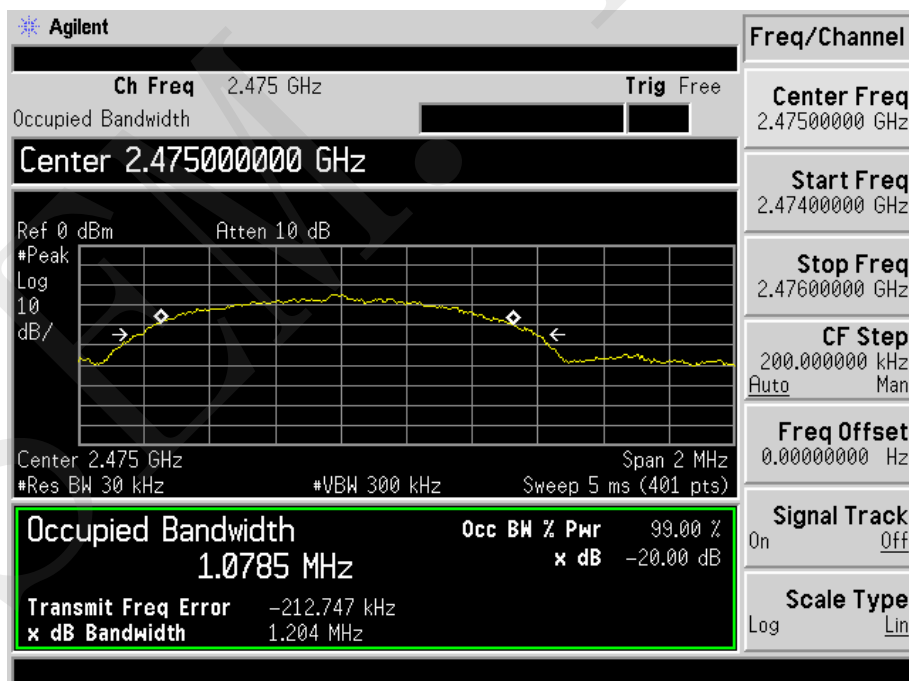 Agilent
Freq/Channel
Ch Freq 2.475 GHz Trig Free
Occupied Bandwidth
Center 2.475000000 GHz
Ref 0 dBm Atten 10 dB
#Peak
Log
10
dB/
Center 2.475 GHz Span 2 MHz
#Res BW 30 kHz #VBW 300 kHz Sweep 5 ms (401 pts)
Occupied Bandwidth Occ BW % Pwr 99.00 %
1.0785 MHz x dB -20.00 dB
Transmit Freq Error -212.747 kHz
x dB Bandwidth 1.204 MHz
Center Freq
2.47500000 GHz
Start Freq
2.47400000 GHz
Stop Freq
2.47600000 GHz
CF Step
200.000000 kHz
Auto Man
Freq Offset
0.00000000 Hz
Signal Track
On Off
Scale Type
Log Lin